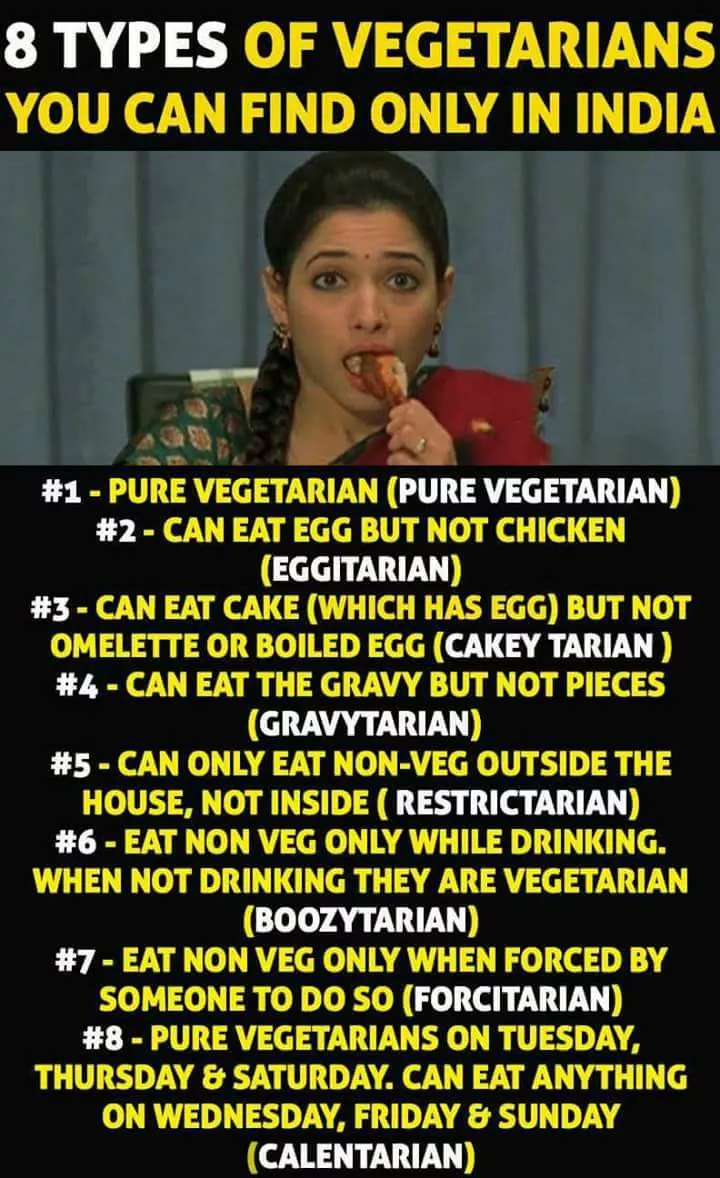 8 TYPES OF VEGETARIANS
YOU CAN FIND ONLY IN INDIA
#1 - PURE VEGETARIAN (PURE VEGETARIAN)
#2 - CAN EAT EGG BUT NOT CHICKEN
(EGGITARIAN)
#3 - CAN EAT CAKE (WHICH HAS EGG) BUT NOT
OMELETTE OR BOILED EGG (CAKEY TARIAN )
#4 - CAN EAT THE GRAVY BUT NOT PIECES
(GRAVYTARIAN)
#5 - CAN ONLY EAT NON-VEG OUTSIDE THE
HOUSE, NOT INSIDE ( RESTRICTARIAN)
#6 - EAT NON VEG ONLY WHILE DRINKING.
WHEN NOT DRINKING THEY ARE VEGETARIAN
(BOOZYTARIAN)
#7 - EAT NON VEG ONLY WHEN FORCED BY
SOMEONE TO DO SO (FORCITARIAN)
#8 - PURE VEGETARIANS ON TUESDAY,
THURSDAY & SATURDAY. CAN EAT ANYTHING
ON WEDNESDAY, FRIDAY & SUNDAY
(CALENTARIAN)